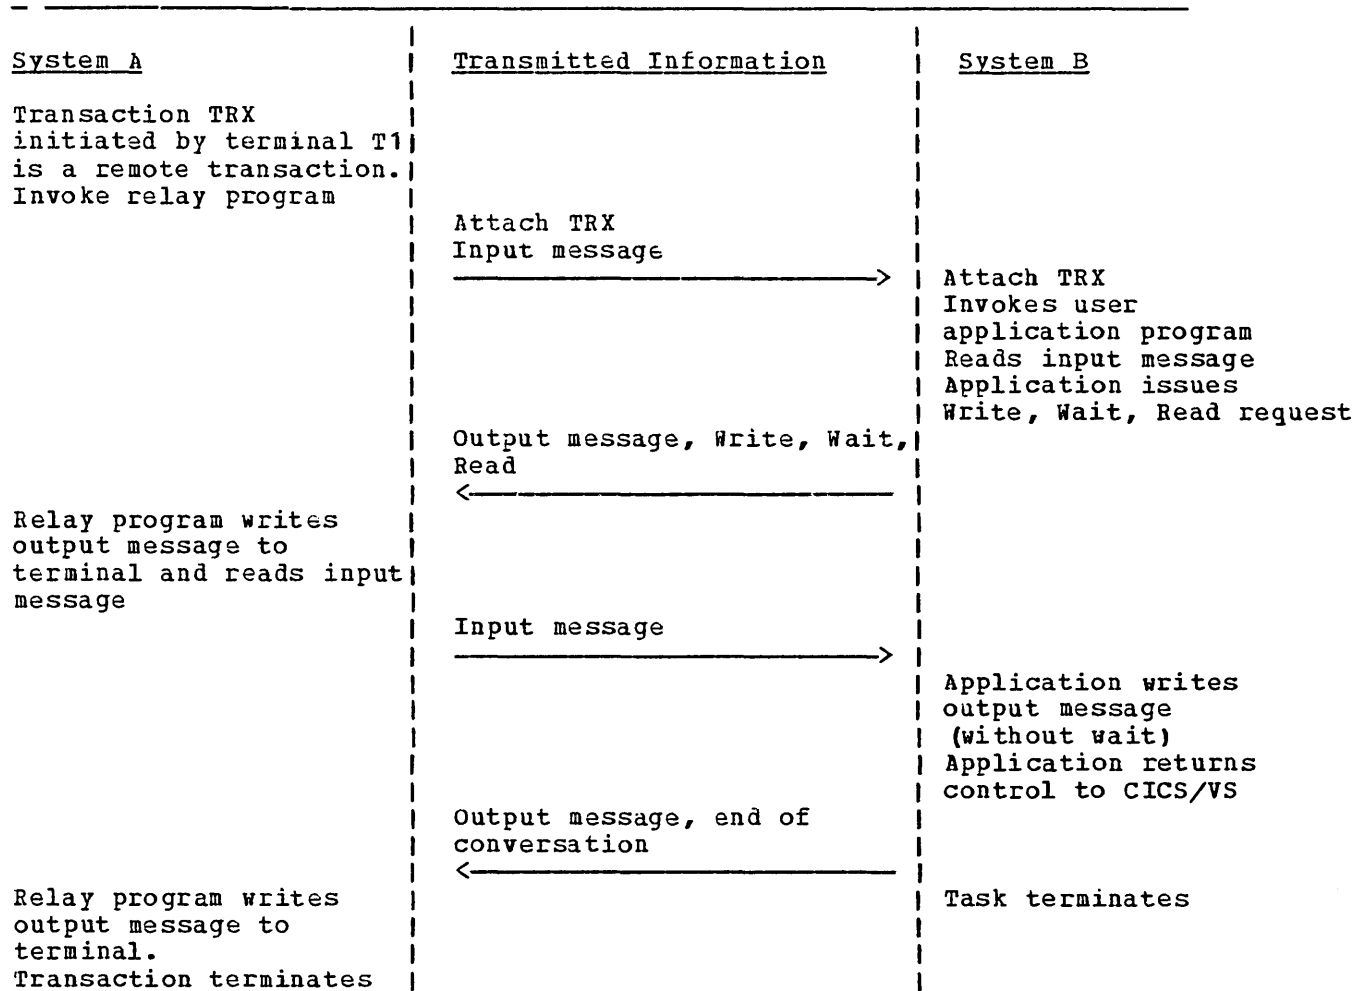 System A
Transmitted Information
System B
Transaction TRX
initiated by terminal T1
is a remote transaction.
Invoke relay program
Attach TRX
Input message
Attach TRX
Invokes user
application program
Reads input message
Application issues
Write, Wait, Read request
Output message, Write, Wait,
Read
Relay program writes
output message to
terminal and reads input
message
Input message
Application writes
output message
(without wait)
Application returns
control to CICS/VS
Output message, end of
conversation
Relay program writes
output message to
terminal.
Transaction terminates
Task terminates